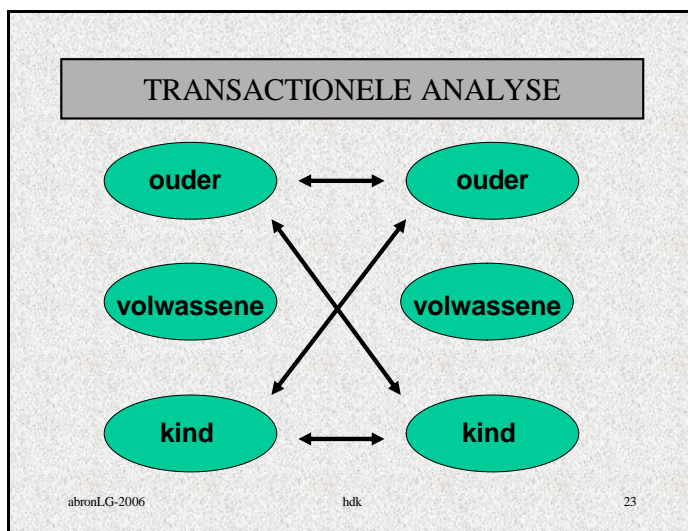 TRANSACTIONELE ANALYSE
ouder ouder
volwassene volwassene
kind kind
abronLG-2006 hdk 23